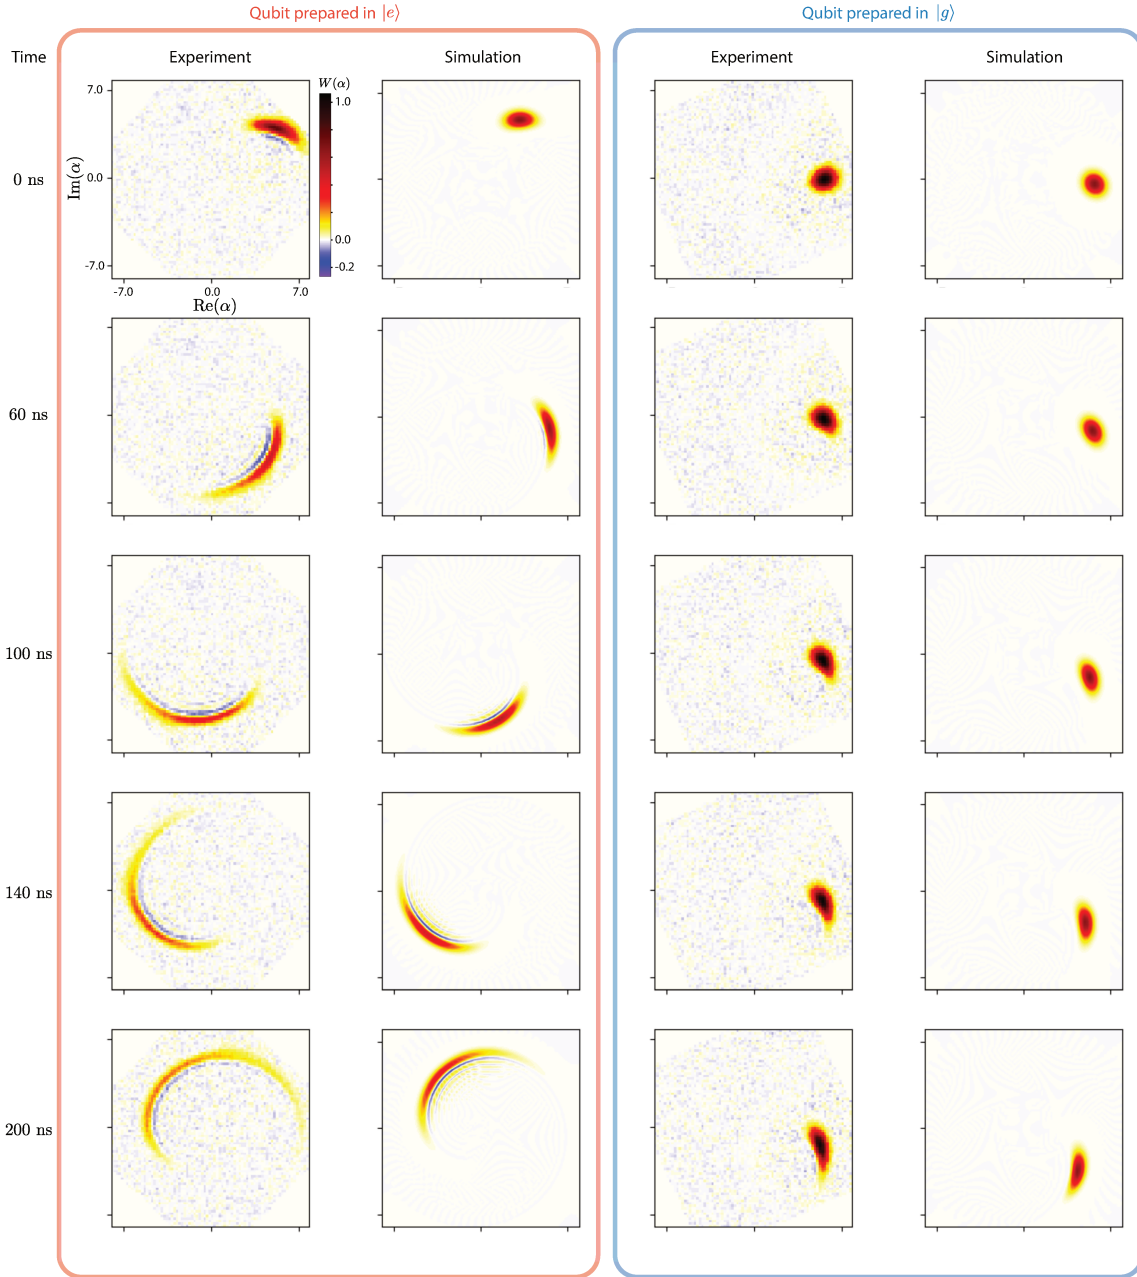 Qubit prepared in |e⟩
Qubit prepared in |g⟩
Time
Experiment
Simulation
Experiment
Simulation
W(α)
7.0
1.0
0 ns
Im(α)
0.0
0.0
-7.0
-0.2
-7.0
0.0
7.0
Re(α)
60 ns
100 ns
140 ns
200 ns